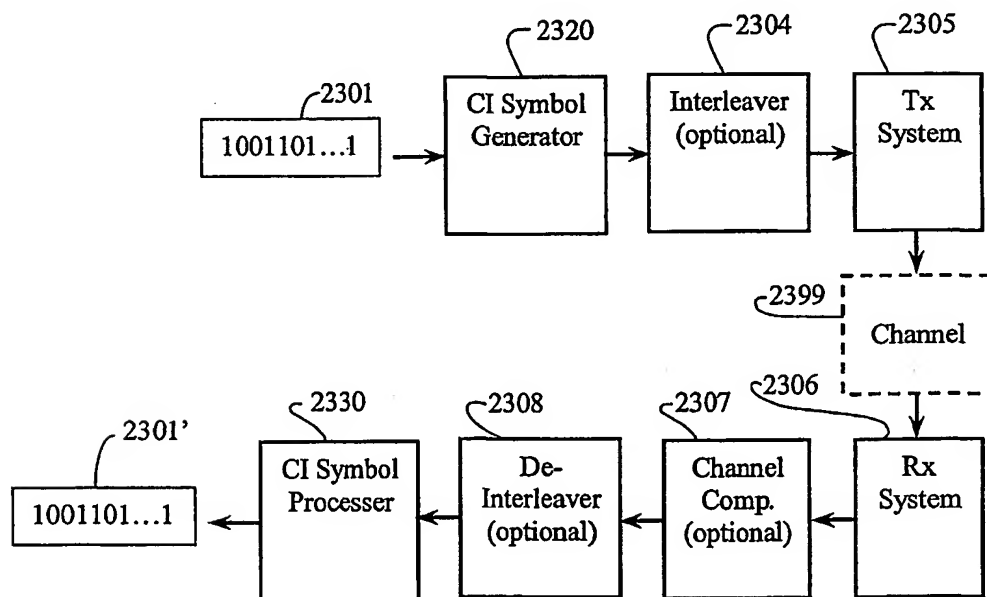 2320
2304
2305
2301
CI Symbol
Generator
Interleaver
(optional)
Tx
System
1001101...1
2399
Channel
2330
2308
2307
2306
2301'
CI Symbol
Processer
De-
Interleaver
(optional)
Channel
Comp.
(optional)
Rx
System
1001101...1